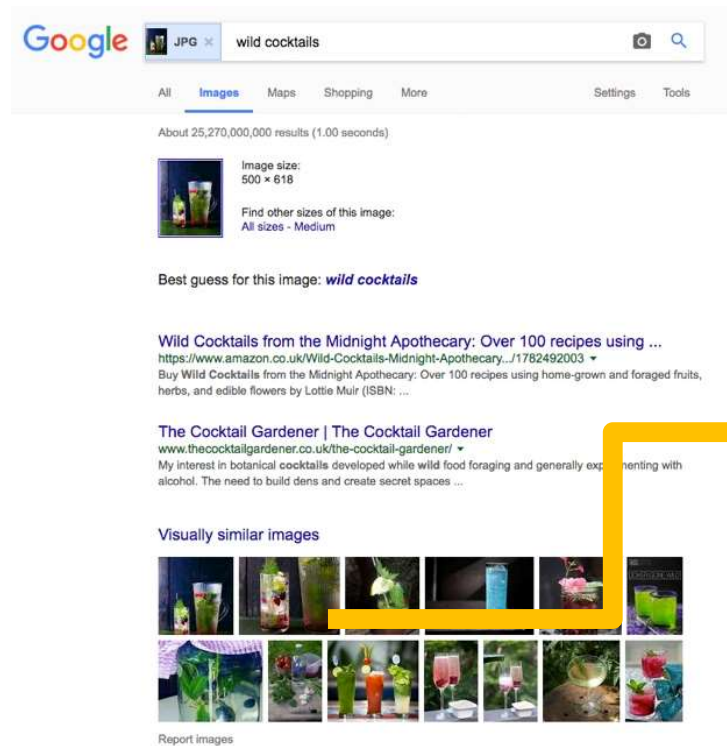 Google JPG × wild cocktails
All Images Maps Shopping More Settings Tools
About 25,270,000,000 results (1.00 seconds)
Image size:
500 × 618
Find other sizes of this image:
All sizes - Medium
Best guess for this image: wild cocktails
Wild Cocktails from the Midnight Apothecary: Over 100 recipes using ...
https://www.amazon.co.uk/Wild-Cocktails-Midnight-Apothecary.../1782492003
Buy Wild Cocktails from the Midnight Apothecary: Over 100 recipes using home-grown and foraged fruits,
herbs, and edible flowers by Lottie Muir (ISBN: ...
The Cocktail Gardener | The Cocktail Gardener
www.thecocktailgardener.co.uk/the-cocktail-gardener/
My interest in botanical cocktails developed while wild food foraging and generally exp menting with
alcohol. The need to build dens and create secret spaces ...
Visually similar images
Report images